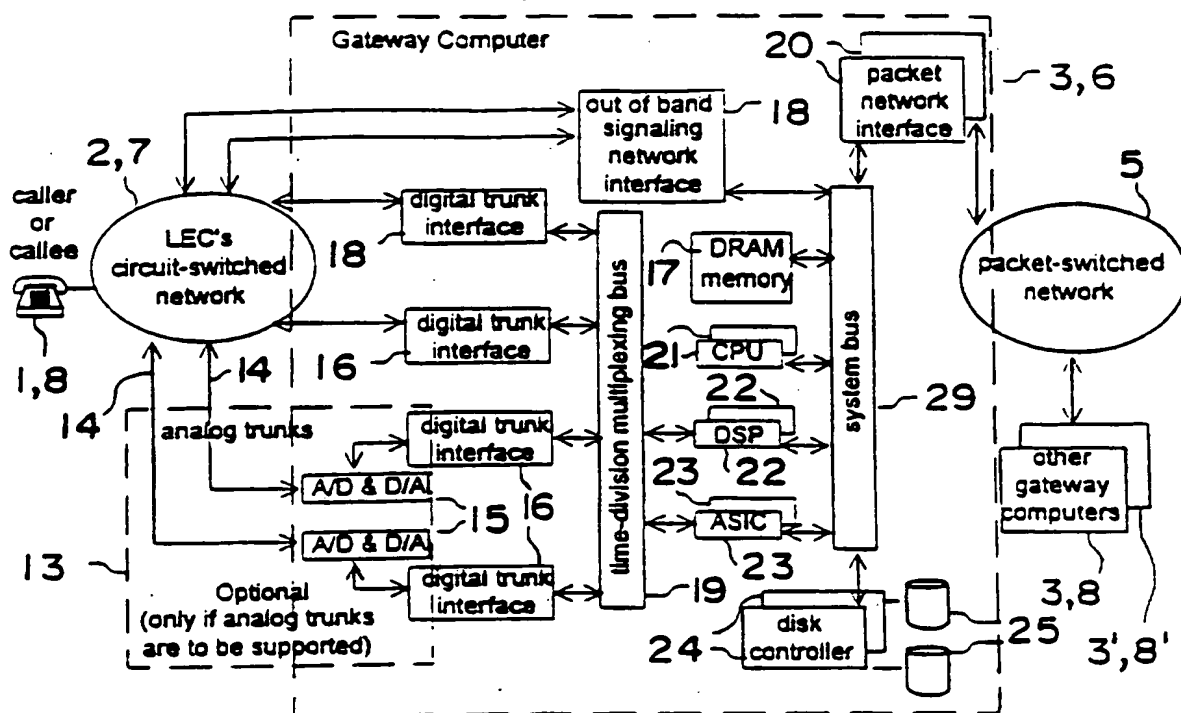 Gateway Computer
20
packet
network
interface
20
3,6
out of band
signaling
network
interface
18
2,7
caller
or
callee
LEC's
circuit-switched
network
1,8
digital trunk
interface
18
digital trunk
interface
16
DRAM
memory
17
CPU
21
22
DSP
22
23
ASIC
23
time-division multiplexing bus
19
system bus
29
5
packet-switched
network
14
14
analog trunks
digital trunk
interface
16
A/D & D/A
15
A/D & D/A
digital trunk
interface
13
Optional
(only if analog trunks
are to be supported)
24
disk
controller
25
other
gateway
computers
3,8
3',8'